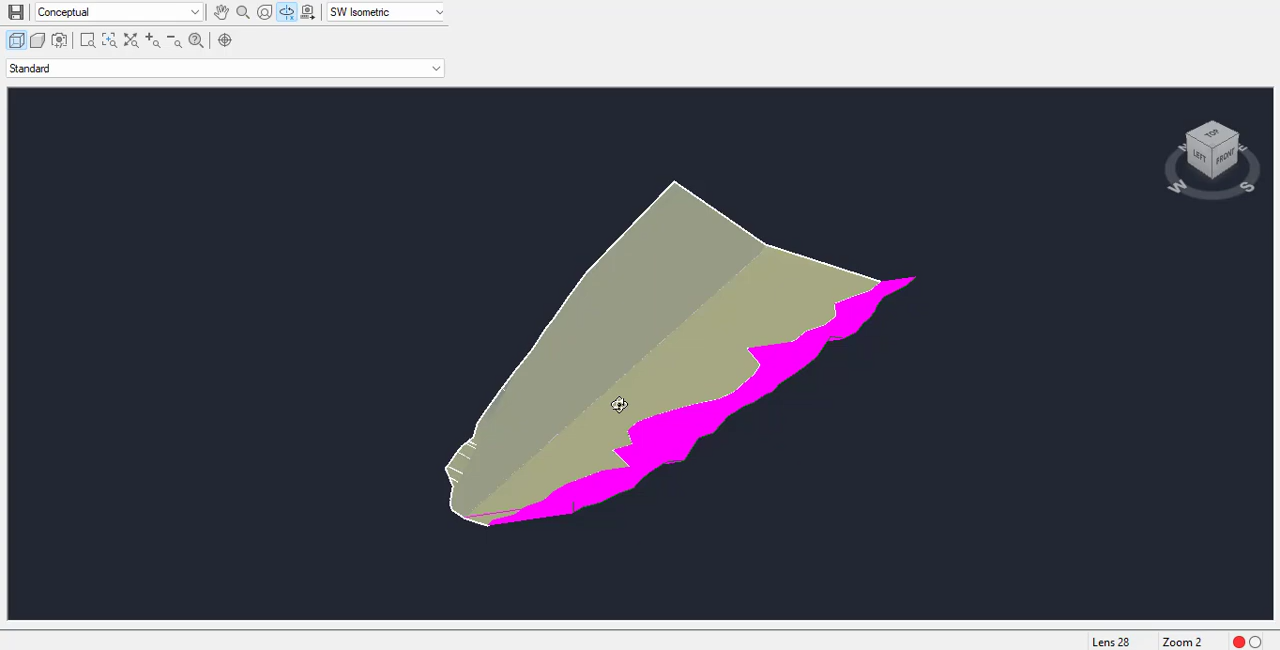 Conceptual SW Isometric
Standard
TOP
N E
LEFT FRONT
W S
Lens 28 Zoom 2